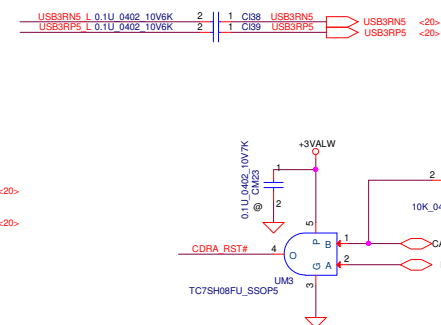 USB3RN5_L 0.1U_0402_10V6K 2 1 CI38 USB3RN5 USB3RN5 <20>
USB3RP5_L 0.1U_0402_10V6K 2 1 CI39 USB3RP5 USB3RP5 <20>
+3VALW
0.1U_0402_10V7K
CM23
@
1
2
2
<20>
<20>
10K_04
5
P
CDRA_RST# 4 O B 1 CA
G A 2
3
UM3
TC7SH08FU_SSOP5